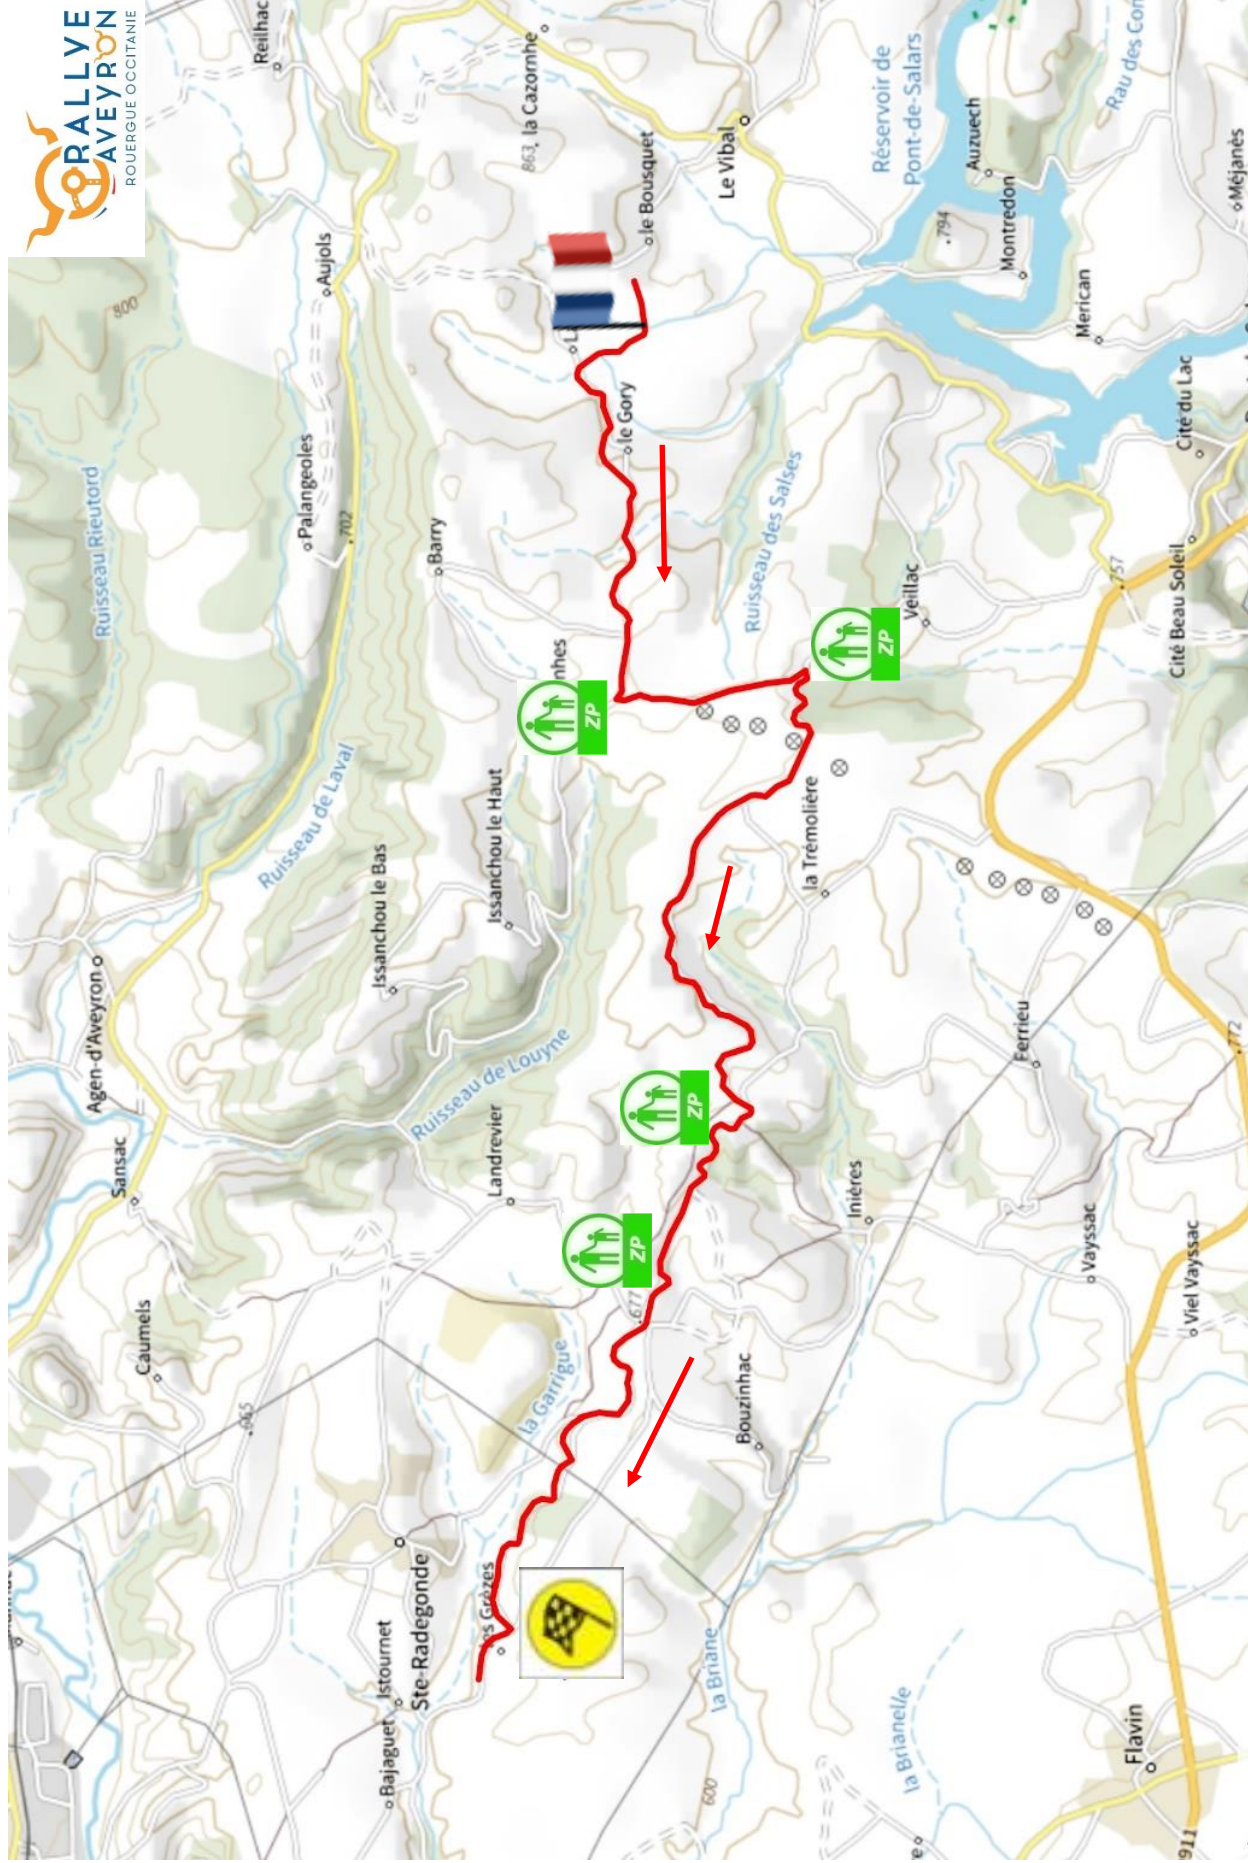 RALLYE
AVEYRON
ROUERGUE OCCITANIE
Reilhac
863
la Cazornhe
le Bousquet
Le Vibal
Réservoir de
Pont-de-Salars
Auzuech
Rau des Con
Méjanès
Aujols
800
.794
Montredon
Merican
le Gory
Cité du Lac
Ruisseau Rieutord
Palangeoles
.702
Barry
Ruisseau des Salses
.757
Cité Beau Soleil
Veillac
ZP
nhes
ZP
Ruisseau de Laval
Issanchou le Haut
Issanchou le Bas
la Trémolière
Agen-d'Aveyron
Ruisseau de Louyne
Ferrieu
.772
Sansac
Landrevier
ZP
Inières
Vayssac
Viel Vayssac
ZP
.677
Caumels
la Garrigue
Bouzinhac
Ste-Radegonde
Istournet
Bajaguet
es Grèzes
la Briane
la Brianelle
600
Flavin
911